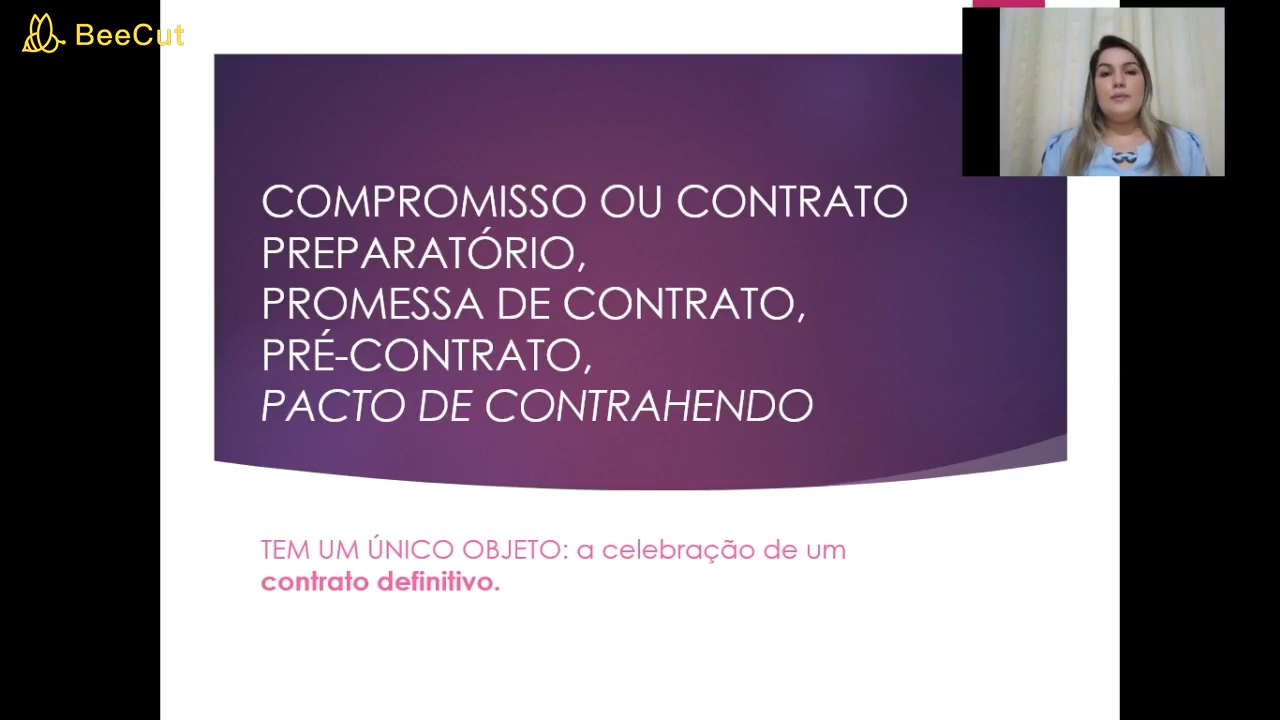 BeeCut
COMPROMISSO OU CONTRATO
PREPARATÓRIO,
PROMESSA DE CONTRATO,
PRÉ-CONTRATO,
PACTO DE CONTRAHENDO
TEM UM ÚNICO OBJETO: a celebração de um
contrato definitivo.